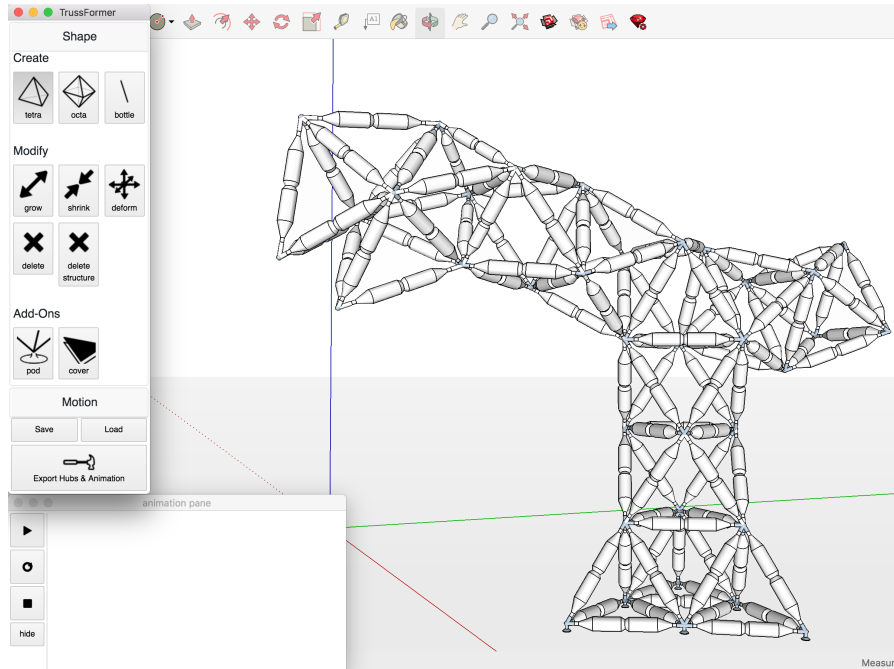 TrussFormer
Shape
Create
tetra
octa
bottle
Modify
grow
shrink
deform
delete
delete
structure
Add-Ons
pod
cover
Motion
Save
Load
Export Hubs & Animation
animation pane
hide
A1
Measur